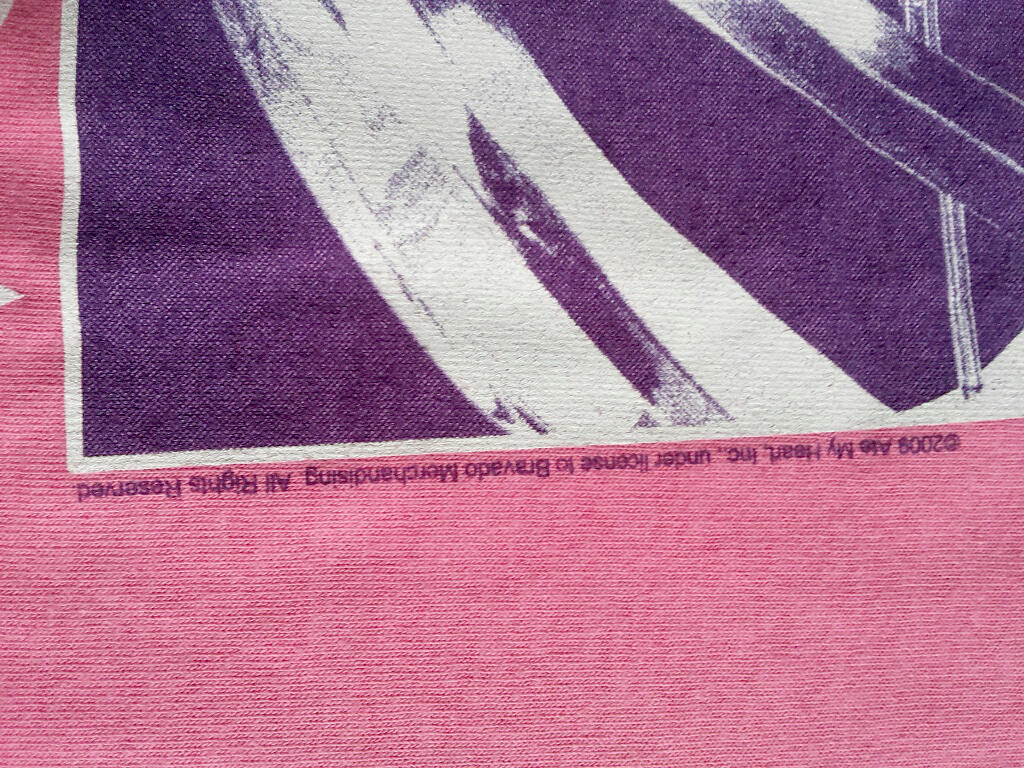 ©2009 Ate My Heart, Inc., under license to Bravado Merchandising. All Rights Reserved